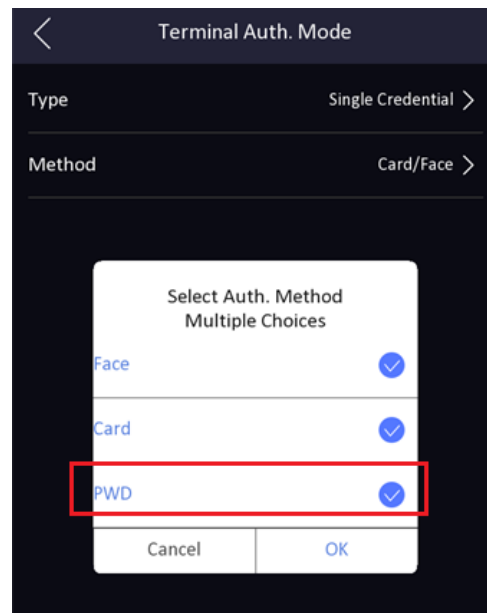 Terminal Auth. Mode
Type Single Credential
Method Card/Face
Select Auth. Method
Multiple Choices
Face
Card
PWD
Cancel OK